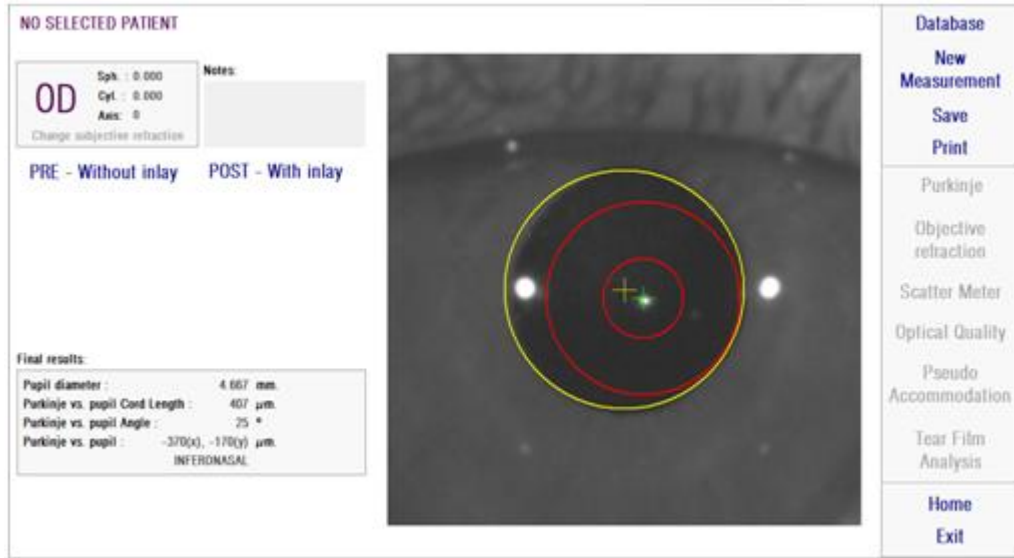 NO SELECTED PATIENT
OD
Sph. : 0.000
Cyl. : 0.000
Axis: 0
Change subjective refraction
Notes:
PRE - Without inlay
POST - With inlay
Final results:
Pupil diameter : 4.667 mm.
Purkinje vs. pupil Cord Length : 407 µm.
Purkinje vs. pupil Angle : 25 °
Purkinje vs. pupil : -370(x), -170(y) µm.
INFERONASAL
Database
New
Measurement
Save
Print
Purkinje
Objective
refraction
Scatter Meter
Optical Quality
Pseudo
Accommodation
Tear Film
Analysis
Home
Exit